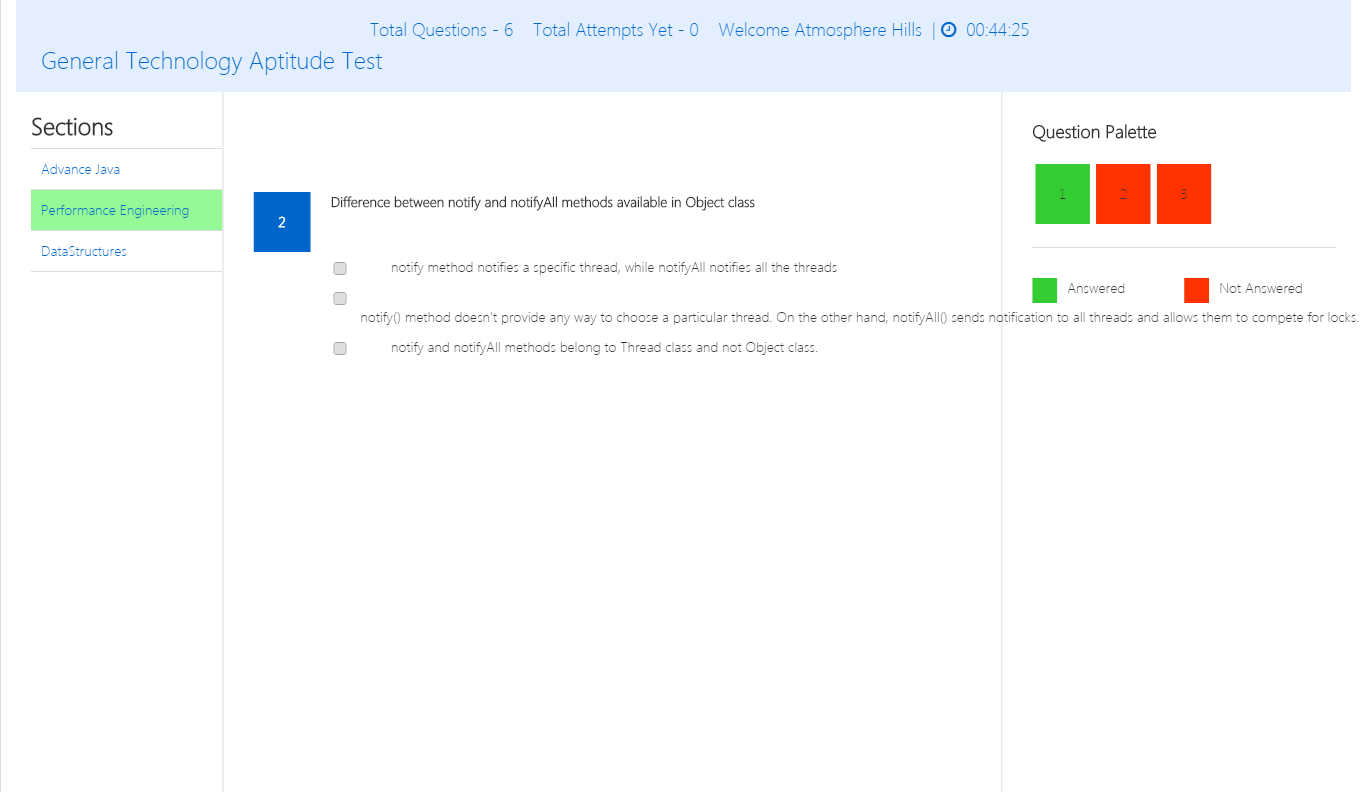 Total Questions - 6 Total Attempts Yet - 0 Welcome Atmosphere Hills | 00:44:25
General Technology Aptitude Test
Sections
Advance Java
Performance Engineering
DataStructures
2
Difference between notify and notifyAll methods available in Object class
notify method notifies a specific thread, while notifyAll notifies all the threads
notify() method doesn't provide any way to choose a particular thread. On the other hand, notifyAll() sends notification to all threads and allows them to compete for locks.
notify and notifyAll methods belong to Thread class and not Object class.
Question Palette
1 2 3
Answered Not Answered